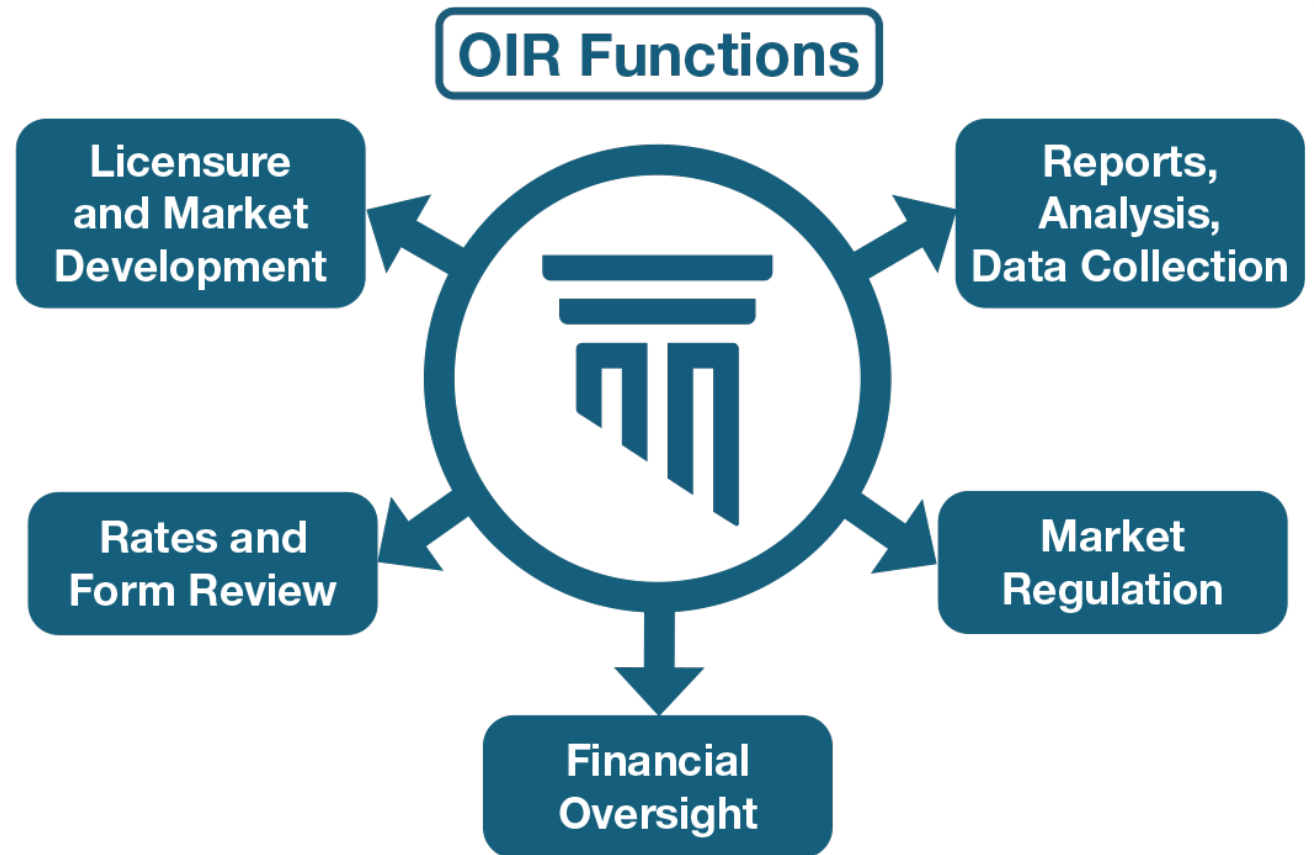 OIR Functions
Licensure
and Market
Development
Reports,
Analysis,
Data Collection
Rates and
Form Review
Market
Regulation
Financial
Oversight